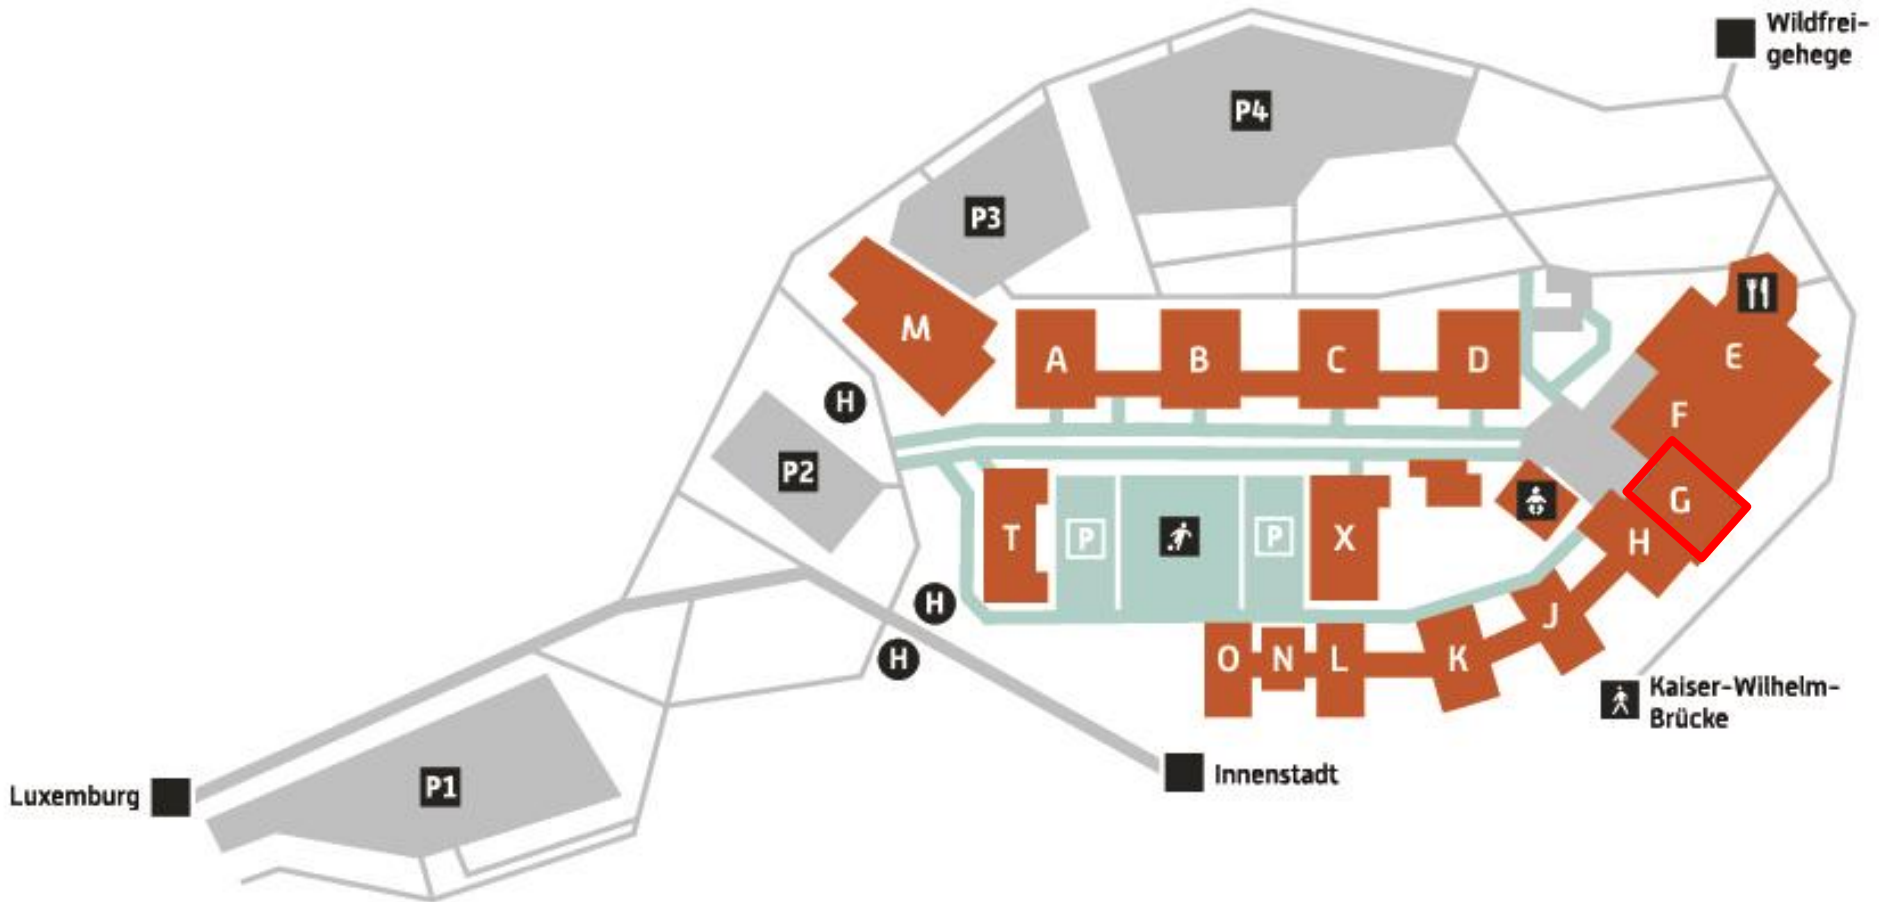 Wildfrei-
gehege
P4
P3
M
A
B
C
D
E
F
H
P2
G
T
P
P
X
H
H
J
O
N
L
K
H
Kaiser-Wilhelm-
Brücke
Innenstadt
P1
Luxemburg